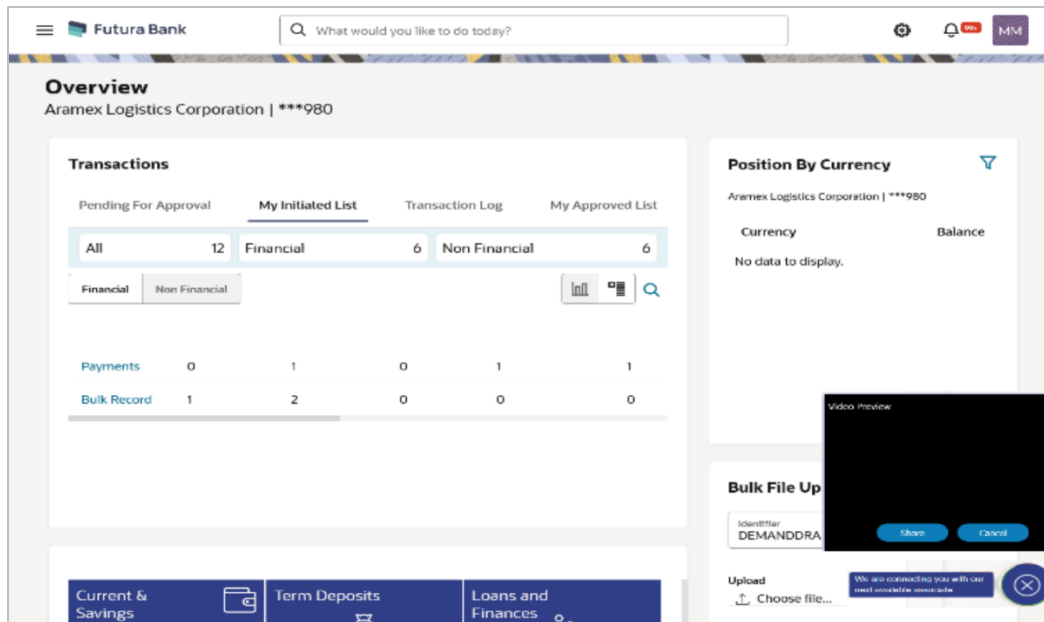 Futura Bank
What would you like to do today?
99+
MM
Overview
Aramex Logistics Corporation | ***980
Transactions
Pending For Approval
My Initiated List
Transaction Log
My Approved List
All 12
Financial 6
Non Financial 6
Financial
Non Financial
Payments 0 1 0 1 1
Bulk Record 1 2 0 0 0
Position By Currency
Aramex Logistics Corporation | ***980
Currency Balance
No data to display.
Video Preview
Share
Cancel
Bulk File Up
Identifier
DEMANDDRA
Upload
Choose file...
We are connecting you with our
next available associate
Current &
Savings
Term Deposits
Loans and
Finances